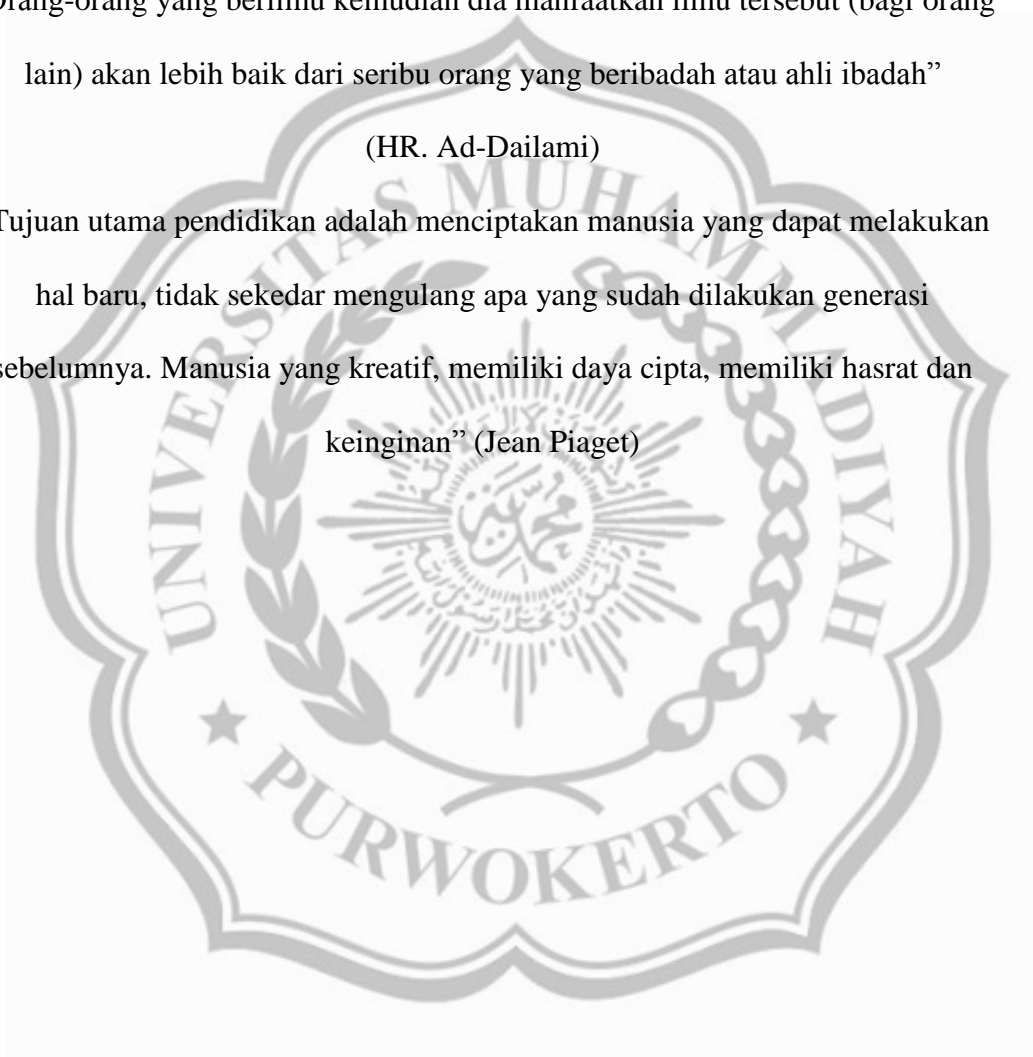 Orang-orang yang berilmu kemudian dia manfaatkan ilmu tersebut (bagi orang
lain) akan lebih baik dari seribu orang yang beribadah atau ahli ibadah”
(HR. Ad-Dailami)
Tujuan utama pendidikan adalah menciptakan manusia yang dapat melakukan
hal baru, tidak sekedar mengulang apa yang sudah dilakukan generasi
sebelumnya. Manusia yang kreatif, memiliki daya cipta, memiliki hasrat dan
keinginan” (Jean Piaget)
UNIVERSITAS MUHAMMADIYAH
PURWOKERTO